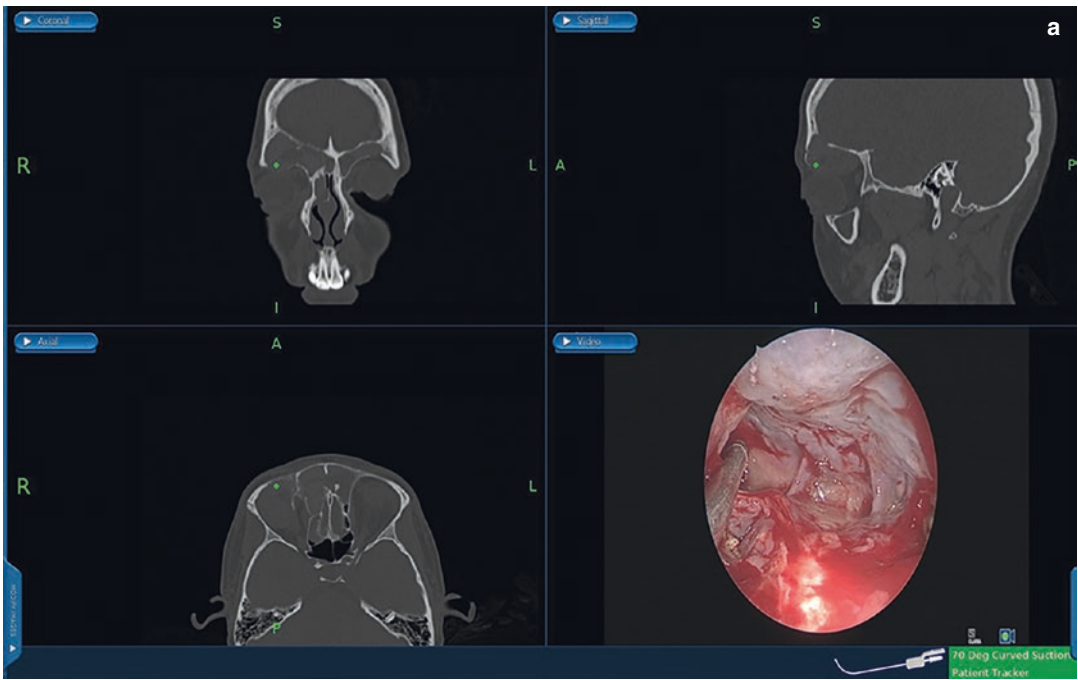 Coronal
S
R
L
I
Sagittal
S
a
A
P
I
Axial
A
R
L
P
Video
70 Deg Curved Suction
Patient Tracker